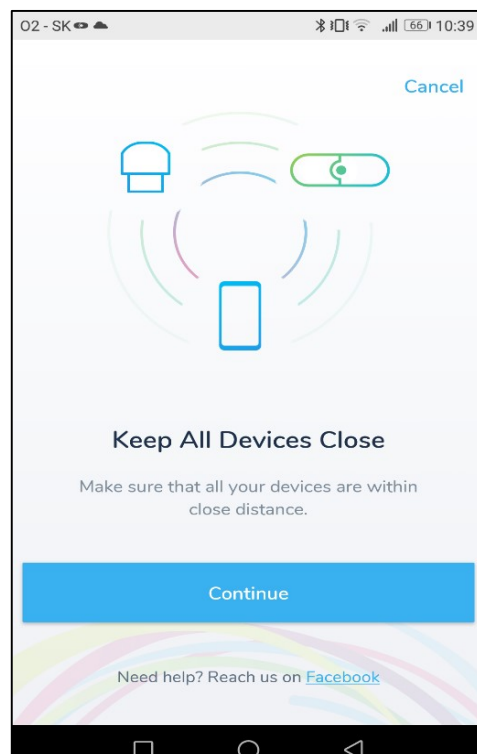 O2 - SK 66 10:39
Cancel
Keep All Devices Close
Make sure that all your devices are within
close distance.
Continue
Need help? Reach us on Facebook